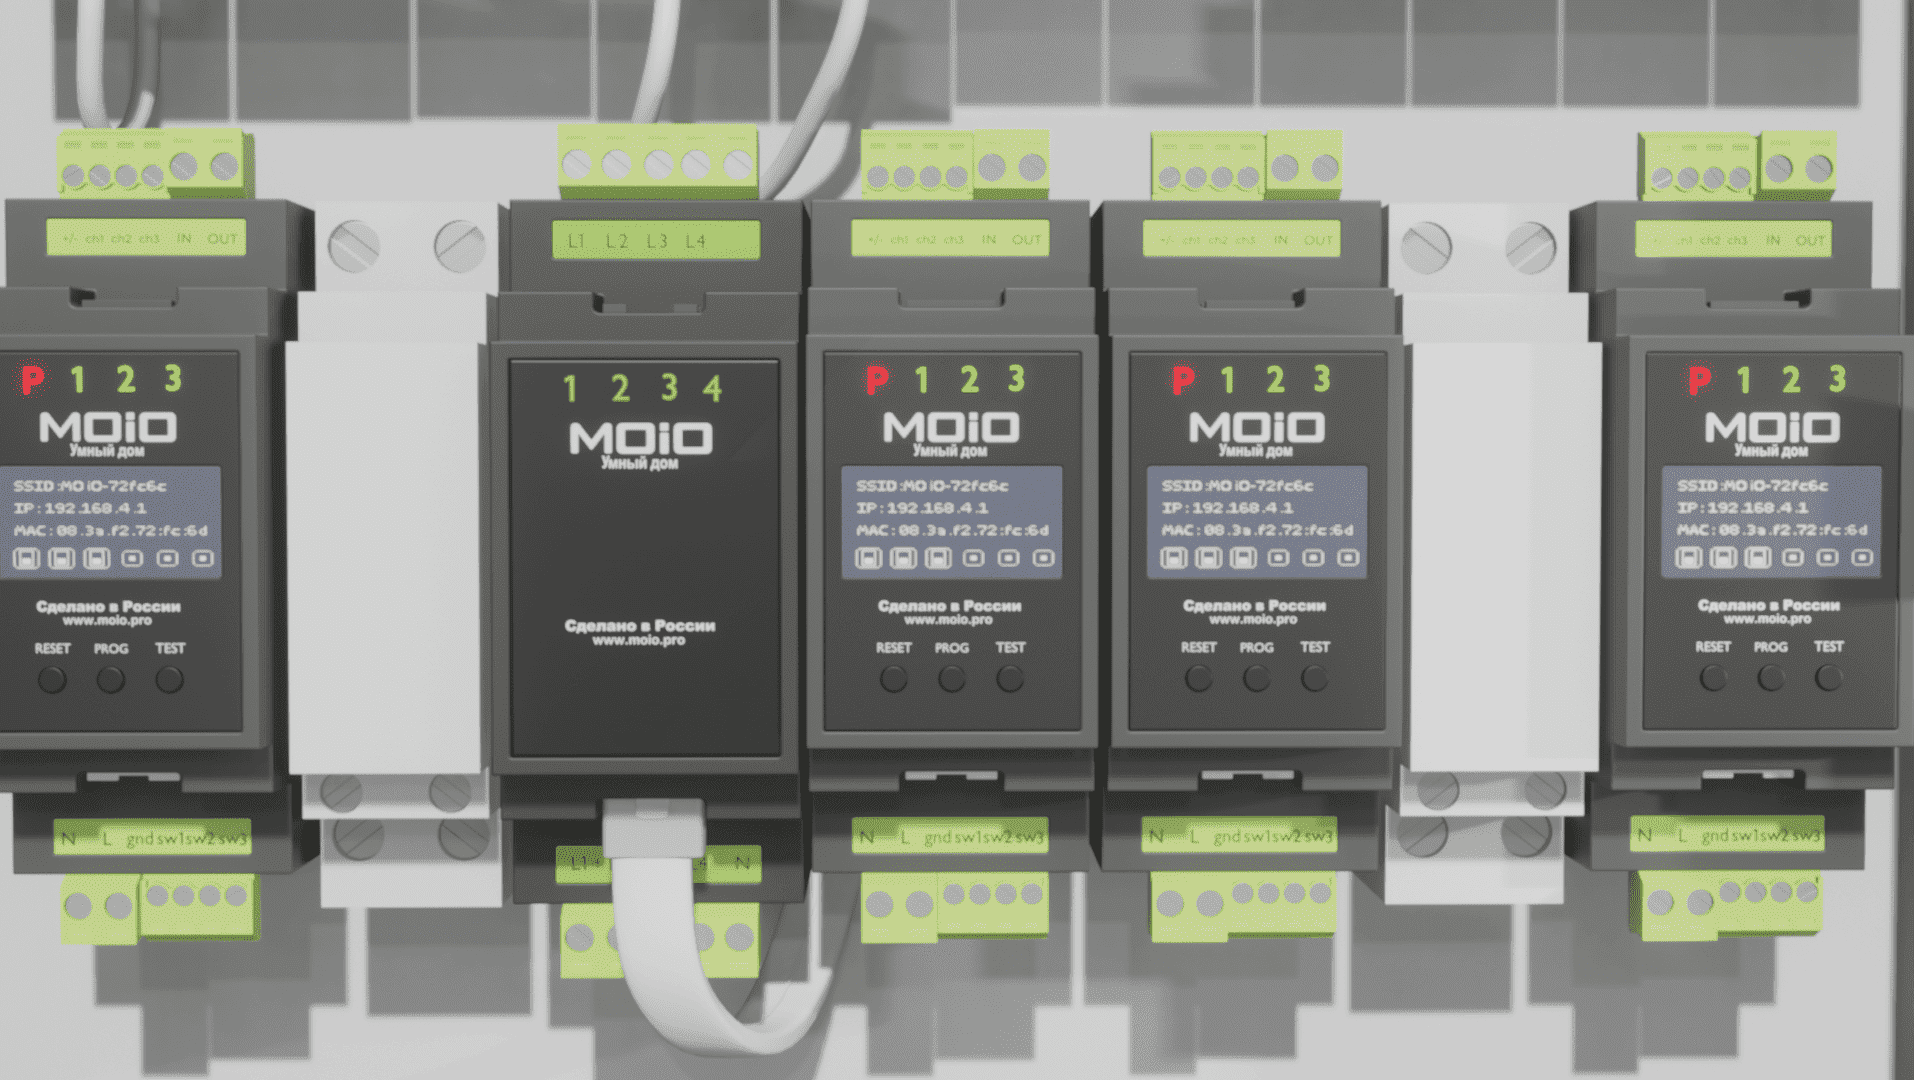 +/- ch1 ch2 ch3 IN OUT
P 1 2 3
MOiO
Умный дом
SSID:MOiO-72fc6c
IP:192.168.4.1
MAC:08.3a.f2.72:fc:6d
Сделано в России
www.moio.pro
RESET PROG TEST
N L gnd sw1 sw2 sw3
L1 L2 L3 L4
1 2 3 4
MOiO
Умный дом
Сделано в России
www.moio.pro
L1 N
+/- ch1 ch2 ch3 IN OUT
P 1 2 3
MOiO
Умный дом
SSID:MOiO-72fc6c
IP:192.168.4.1
MAC:08.3a.f2.72:fc:6d
Сделано в России
www.moio.pro
RESET PROG TEST
N L gnd sw1 sw2 sw3
+/- ch1 ch2 ch3 IN OUT
P 1 2 3
MOiO
Умный дом
SSID:MOiO-72fc6c
IP:192.168.4.1
MAC:08.3a.f2.72:fc:6d
Сделано в России
www.moio.pro
RESET PROG TEST
N L gnd sw1 sw2 sw3
ch1 ch2 ch3 IN OUT
P 1 2 3
MOiO
Умный дом
SSID:MOiO-72fc6c
IP:192.168.4.1
MAC:08.3a.f2.72:fc:6d
Сделано в России
www.moio.pro
RESET PROG TEST
N L gnd sw1 sw2 sw3